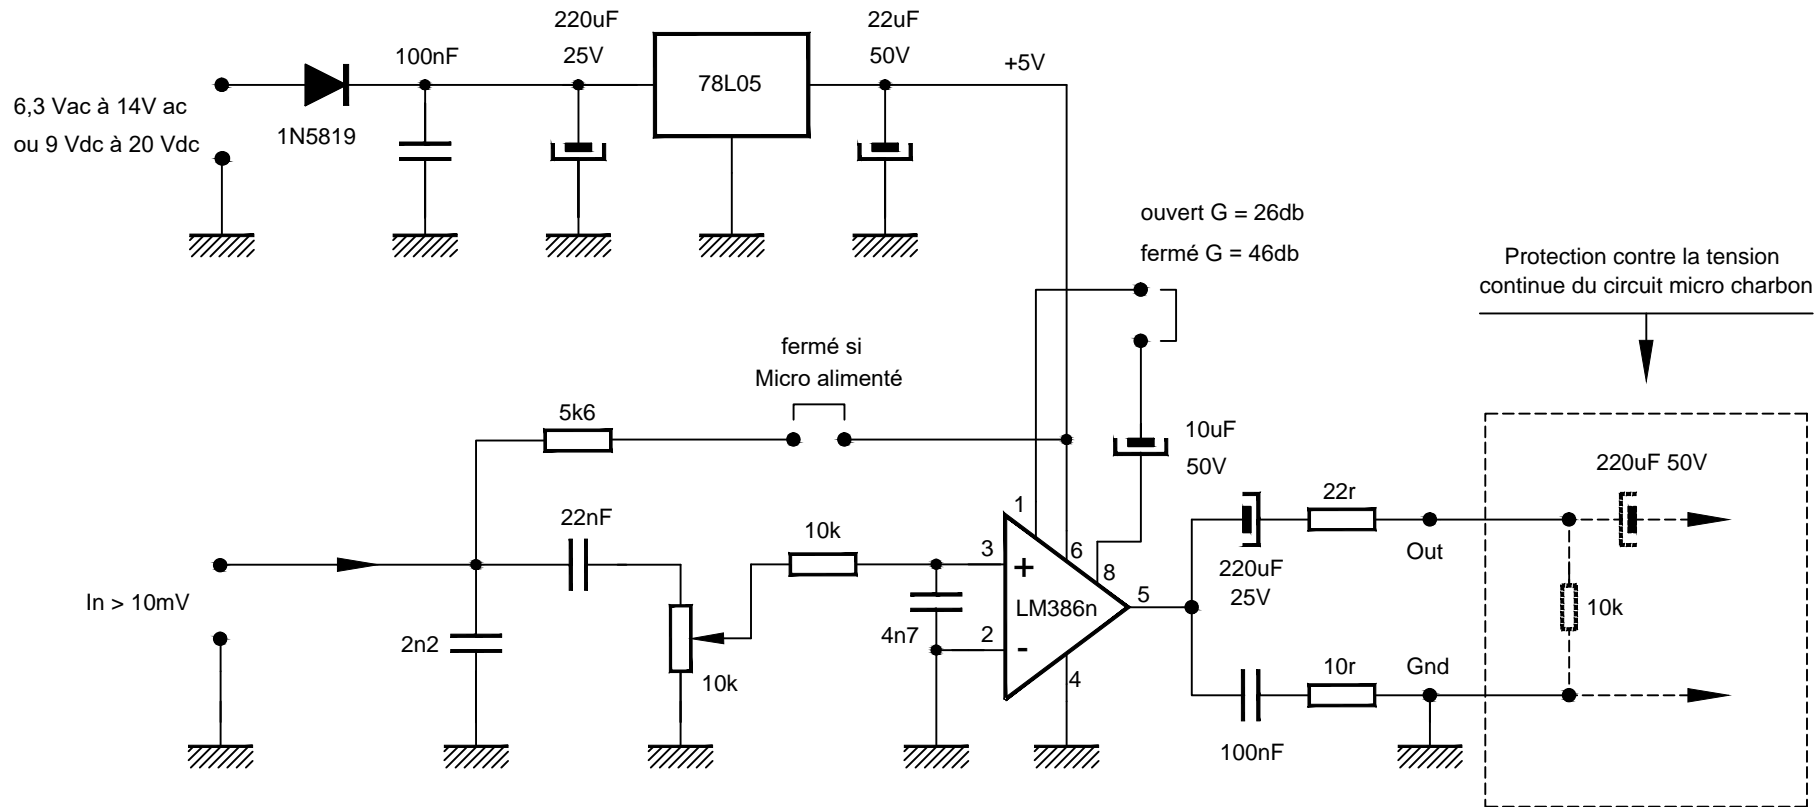 220uF
25V
22uF
50V
100nF
78L05
+5V
6,3 Vac à 14V ac
ou 9 Vdc à 20 Vdc
1N5819
ouvert G = 26db
fermé G = 46db
Protection contre la tension
continue du circuit micro charbon
fermé si
Micro alimenté
5k6
10uF
50V
220uF 50V
22nF
10k
1
3
+
6
8
22r
Out
In > 10mV
2n2
10k
4n7
2
-
LM386n
5
4
220uF
25V
10k
10r
Gnd
100nF